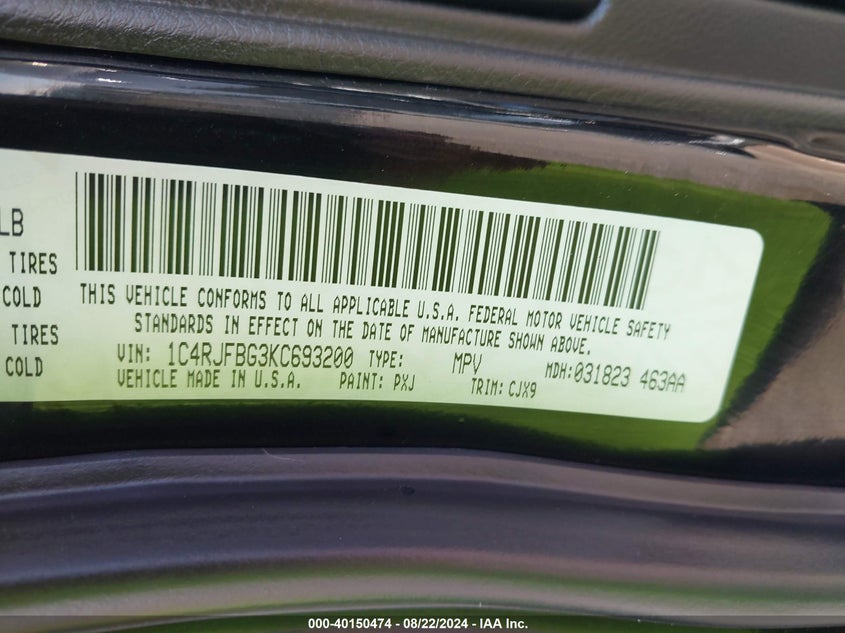 LB
TIRES
COLD
TIRES
COLD
THIS VEHICLE CONFORMS TO ALL APPLICABLE U.S.A. FEDERAL MOTOR VEHICLE SAFETY
STANDARDS IN EFFECT ON THE DATE OF MANUFACTURE SHOWN ABOVE.
VIN: 1C4RJFBG3KC693200 TYPE: MPV MDH:031823 463AA
VEHICLE MADE IN U.S.A. PAINT: PXJ TRIM: CJX9
000-40150474 - 08/22/2024 - IAA Inc.